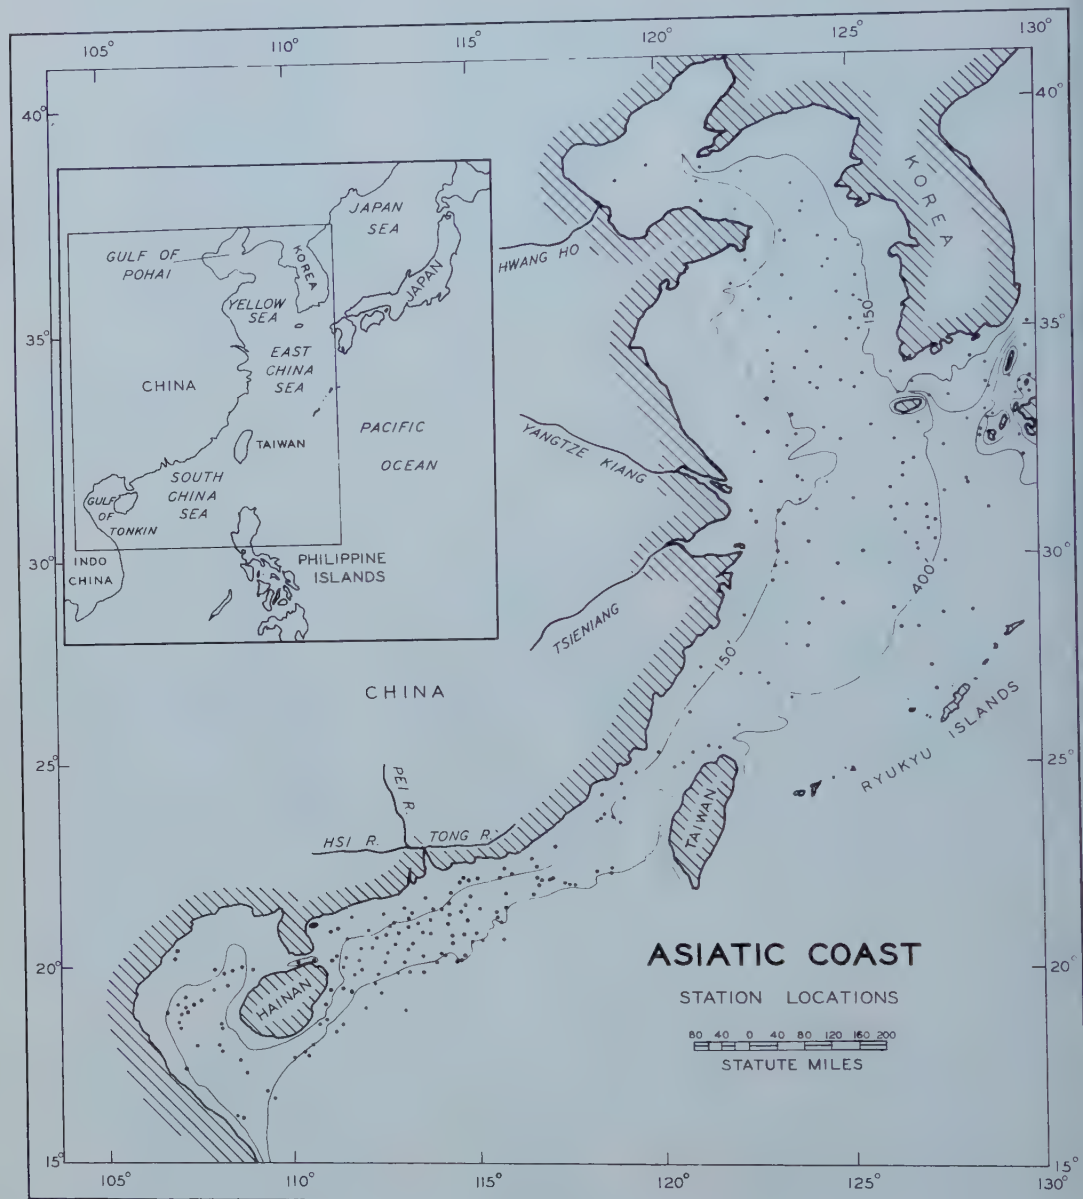 105° 110° 115° 120° 125° 130°
40° 40°
KOREA
JAPAN
SEA
GULF OF
POHAI
KOREA
JAPAN
HWANG HO
YELLOW
SEA
35° 35°
150'
EAST
CHINA
SEA
CHINA
PACIFIC
OCEAN
TAIWAN
YANGTZE KIANG
SOUTH
CHINA
SEA
GULF
OF
TONKIN
INDO
CHINA
PHILIPPINE
ISLANDS
30° 30°
400'
TSIENIANG
150'
CHINA
RYUKYU ISLANDS
25° 25°
PEI R.
TAIWAN
HSI R. TONG R.
ASIATIC COAST
20° 20°
HAINAN
STATION LOCATIONS
80 40 0 40 80 120 160 200
STATUTE MILES
15° 15°
105° 110° 115° 120° 125° 130°